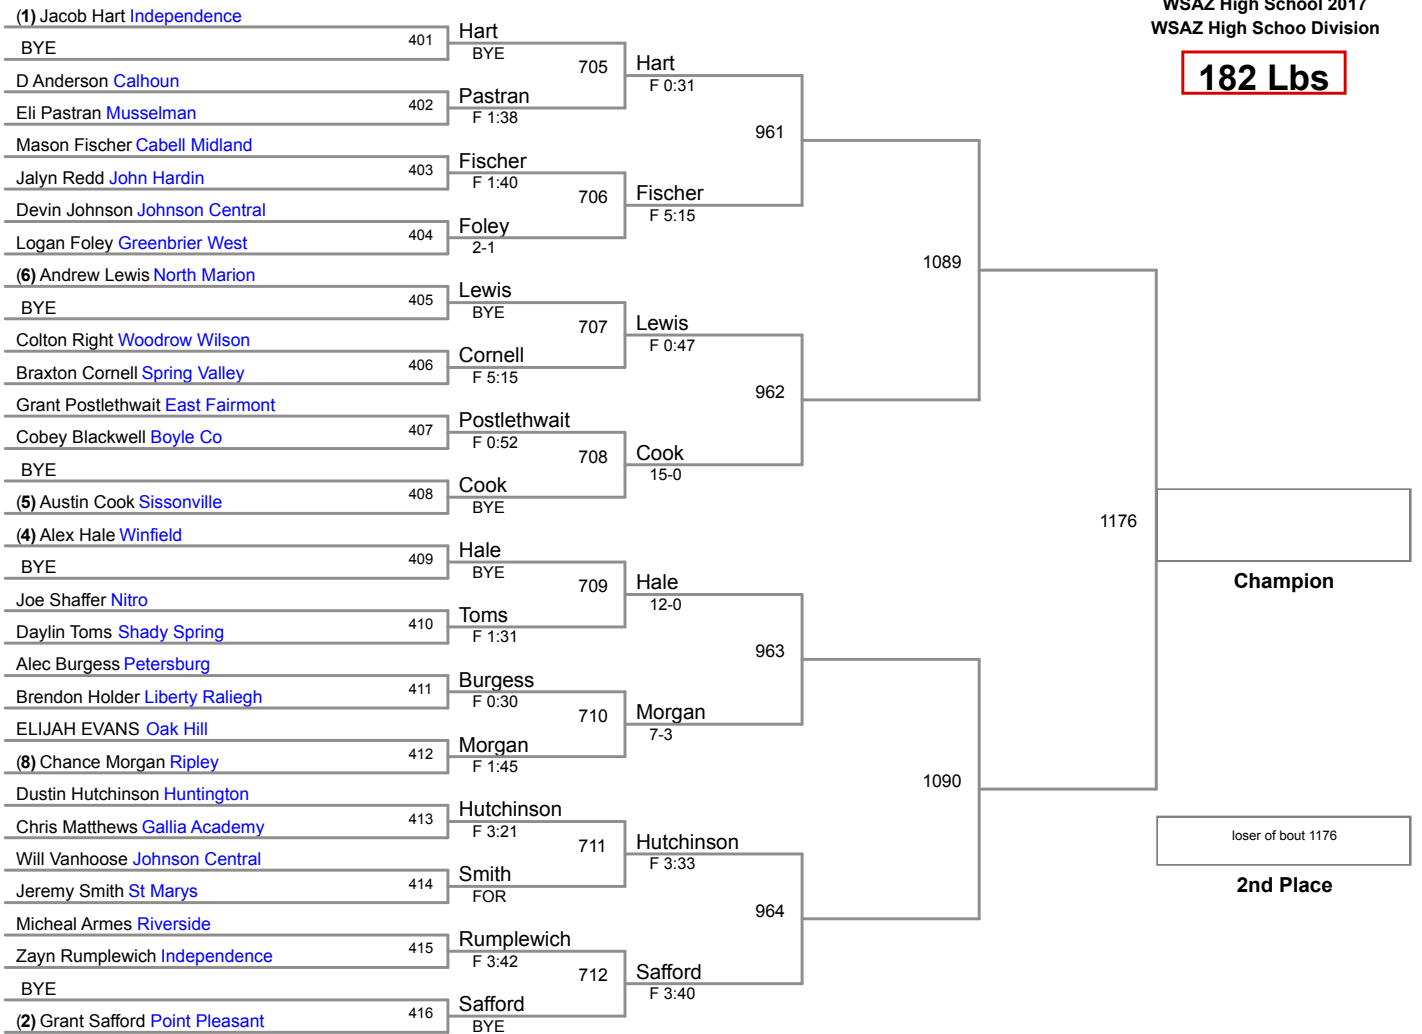 WSAZ High School 2017
WSAZ High Schoo Division
182 Lbs
(1) Jacob Hart Independence
BYE
D Anderson Calhoun
Eli Pastran Musselman
Mason Fischer Cabell Midland
Jalyn Redd John Hardin
Devin Johnson Johnson Central
Logan Foley Greenbrier West
(6) Andrew Lewis North Marion
BYE
Colton Right Woodrow Wilson
Braxton Cornell Spring Valley
Grant Postlethwait East Fairmont
Cobey Blackwell Boyle Co
BYE
(5) Austin Cook Sissonville
(4) Alex Hale Winfield
BYE
Joe Shaffer Nitro
Daylin Toms Shady Spring
Alec Burgess Petersburg
Brendon Holder Liberty Raliegh
ELIJAH EVANS Oak Hill
(8) Chance Morgan Ripley
Dustin Hutchinson Huntington
Chris Matthews Gallia Academy
Will Vanhoose Johnson Central
Jeremy Smith St Marys
Micheal Armes Riverside
Zayn Rumplewich Independence
BYE
(2) Grant Safford Point Pleasant
401
402
403
404
405
406
407
408
409
410
411
412
413
414
415
416
Hart
BYE
Pastran
F 1:38
Fischer
F 1:40
Foley
2-1
Lewis
BYE
Cornell
F 5:15
Postlethwait
F 0:52
Cook
BYE
Hale
BYE
Toms
F 1:31
Burgess
F 0:30
Morgan
F 1:45
Hutchinson
F 3:21
Smith
FOR
Rumplewich
F 3:42
Safford
BYE
705
706
707
708
709
710
711
712
Hart
F 0:31
Fischer
F 5:15
Lewis
F 0:47
Cook
15-0
Hale
12-0
Morgan
7-3
Hutchinson
F 3:33
Safford
F 3:40
961
962
963
964
1089
1090
1176
Champion
loser of bout 1176
2nd Place